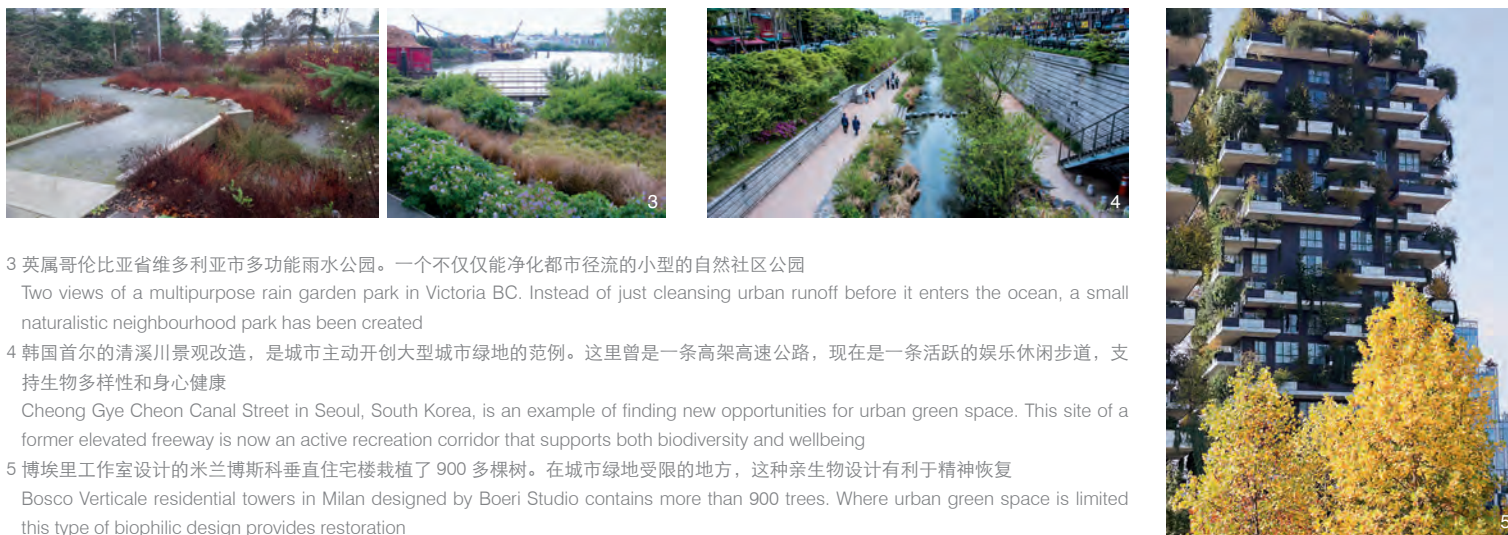 3
4
3 英属哥伦比亚省维多利亚市多功能雨水公园。一个不仅仅能净化都市径流的小型的自然社区公园
Two views of a multipurpose rain garden park in Victoria BC. Instead of just cleansing urban runoff before it enters the ocean, a small
naturalistic neighbourhood park has been created
4 韩国首尔的清溪川景观改造，是城市主动开创大型城市绿地的范例。这里曾是一条高架高速公路，现在是一条活跃的娱乐休闲步道，支
持生物多样性和身心健康
Cheong Gye Cheon Canal Street in Seoul, South Korea, is an example of finding new opportunities for urban green space. This site of a
former elevated freeway is now an active recreation corridor that supports both biodiversity and wellbeing
5 博埃里工作室设计的米兰博斯科垂直住宅楼栽植了 900 多棵树。在城市绿地受限的地方，这种亲生物设计有利于精神恢复
Bosco Verticale residential towers in Milan designed by Boeri Studio contains more than 900 trees. Where urban green space is limited
this type of biophilic design provides restoration
5